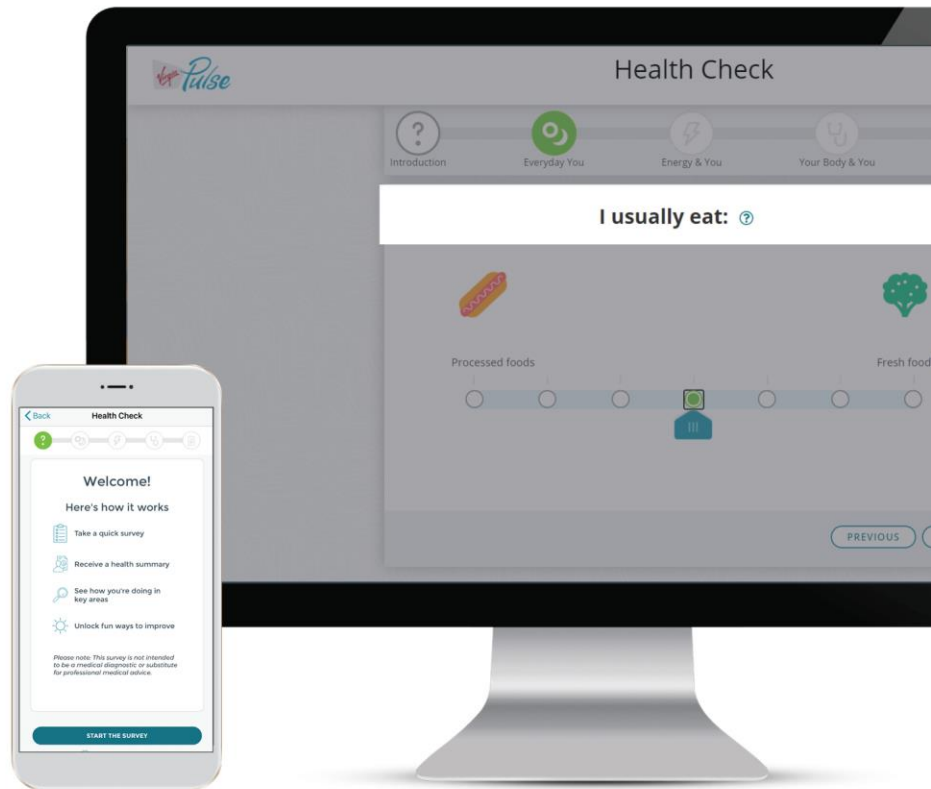 Virgin Pulse
Health Check
?
Introduction
Everyday You
Energy & You
Your Body & You
I usually eat: ?
Processed foods
Fresh food
PREVIOUS
Back
Health Check
?
Welcome!
Here's how it works
Take a quick survey
Receive a health summary
See how you're doing in
key areas
Unlock fun ways to improve
Please note: This survey is not intended
to be a medical diagnostic or substitute
for professional medical advice.
START THE SURVEY